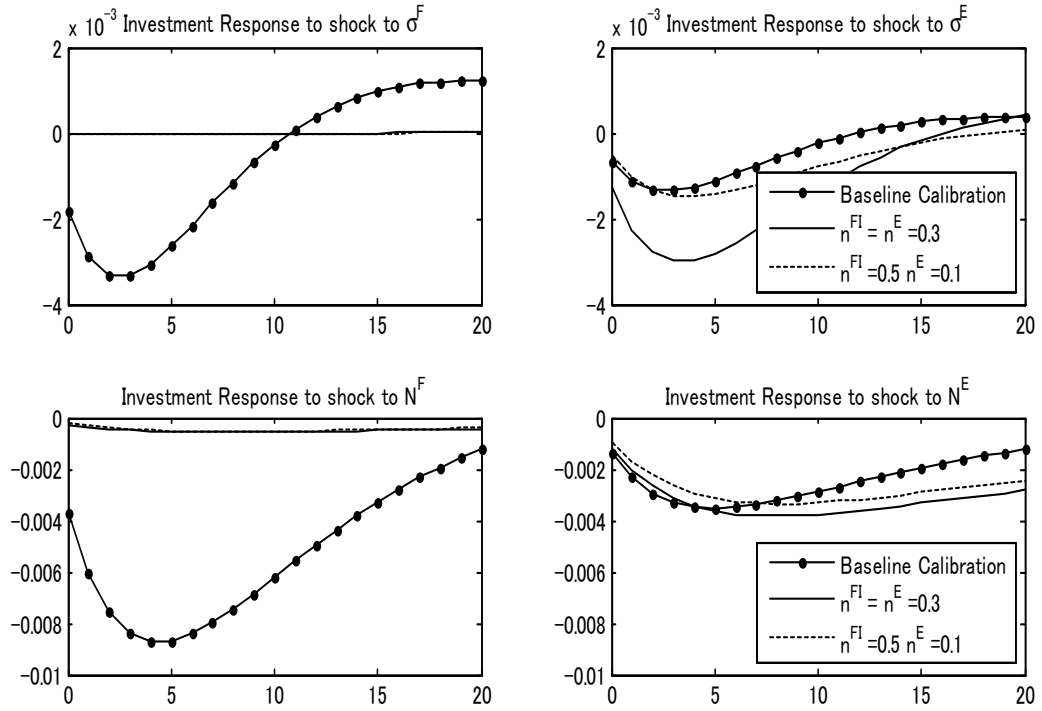 x 10^-3 Investment Response to shock to σ^F
2
0
−2
−4
0 5 10 15 20
x 10^-3 Investment Response to shock to σ^E
2
0
−2
−4
0 5 10 15 20
Baseline Calibration
n^FI = n^E =0.3
n^FI =0.5 n^E =0.1
Investment Response to shock to N^F
0
−0.002
−0.004
−0.006
−0.008
−0.01
0 5 10 15 20
Investment Response to shock to N^E
0
−0.002
−0.004
−0.006
−0.008
−0.01
0 5 10 15 20
Baseline Calibration
n^FI = n^E =0.3
n^FI =0.5 n^E =0.1